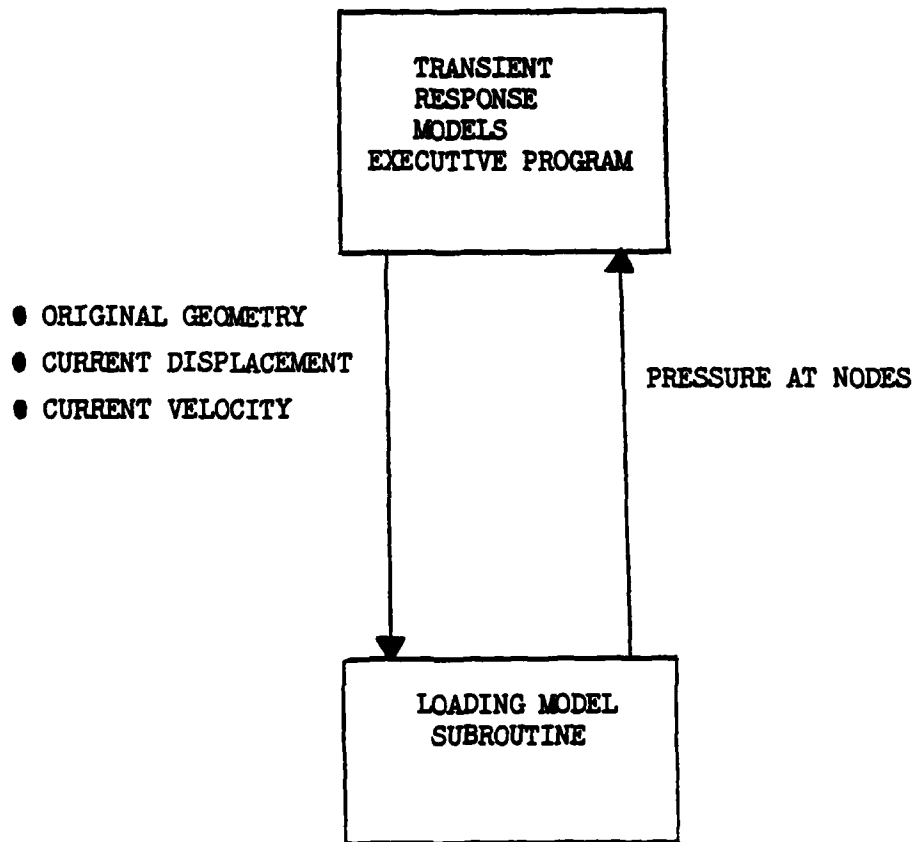 TRANSIENT
RESPONSE
MODELS
EXECUTIVE PROGRAM
● ORIGINAL GEOMETRY
● CURRENT DISPLACEMENT
● CURRENT VELOCITY
PRESSURE AT NODES
LOADING MODEL
SUBROUTINE